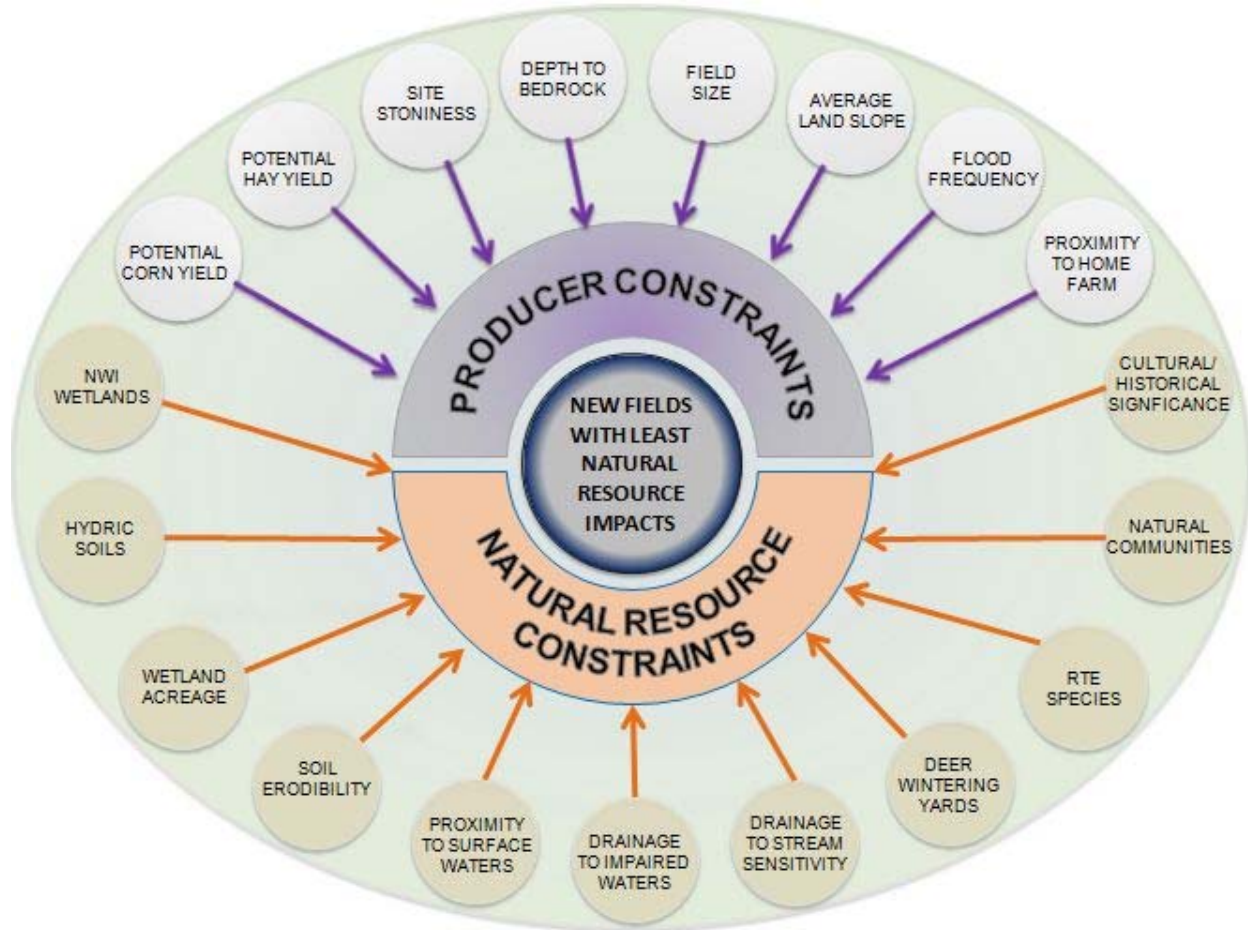 DEPTH TO
BEDROCK
FIELD
SIZE
SITE
STONINESS
AVERAGE
LAND SLOPE
POTENTIAL
HAY YIELD
FLOOD
FREQUENCY
POTENTIAL
CORN YIELD
PROXIMITY
TO HOME
FARM
PRODUCER CONSTRAINTS
NWI
WETLANDS
CULTURAL/
HISTORICAL
SIGNFICANCE
NEW FIELDS
WITH LEAST
NATURAL
RESOURCE
IMPACTS
HYDRIC
SOILS
NATURAL
COMMUNITIES
NATURAL RESOURCE
CONSTRAINTS
WETLAND
ACREAGE
RTE
SPECIES
SOIL
ERODIBILITY
DEER
WINTERING
YARDS
PROXIMITY
TO SURFACE
WATERS
DRAINAGE
TO IMPAIRED
WATERS
DRAINAGE
TO STREAM
SENSITIVITY